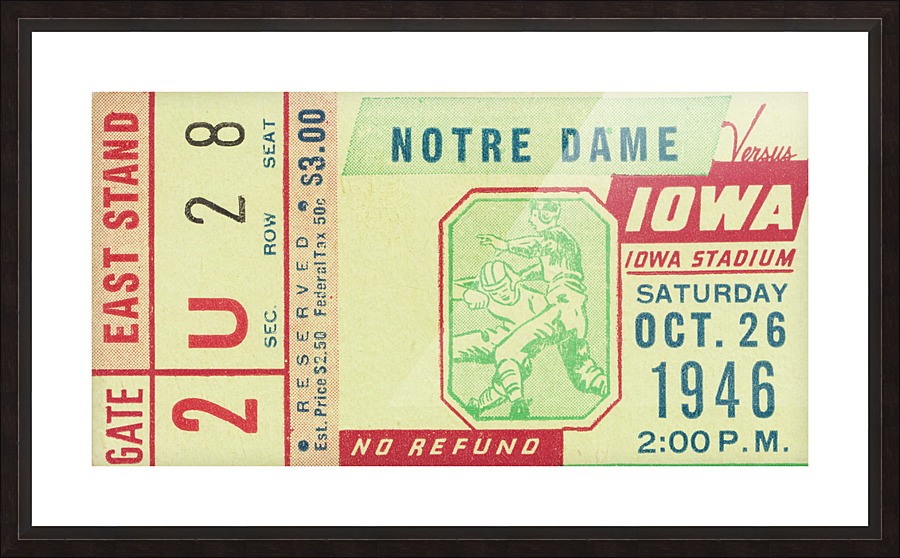 EAST STAND
GATE 2
SEC. U
ROW 2
SEAT 8
RESERVED • $3.00
Est. Price $2.50 Federal Tax 50c
NOTRE DAME
Versus
IOWA
IOWA STADIUM
SATURDAY
OCT. 26
1946
2:00 P.M.
NO REFUND